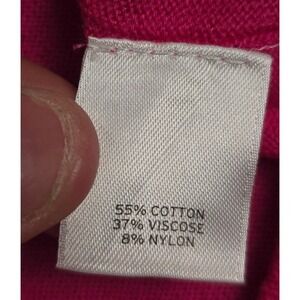 55% COTTON
37% VISCOSE
8% NYLON